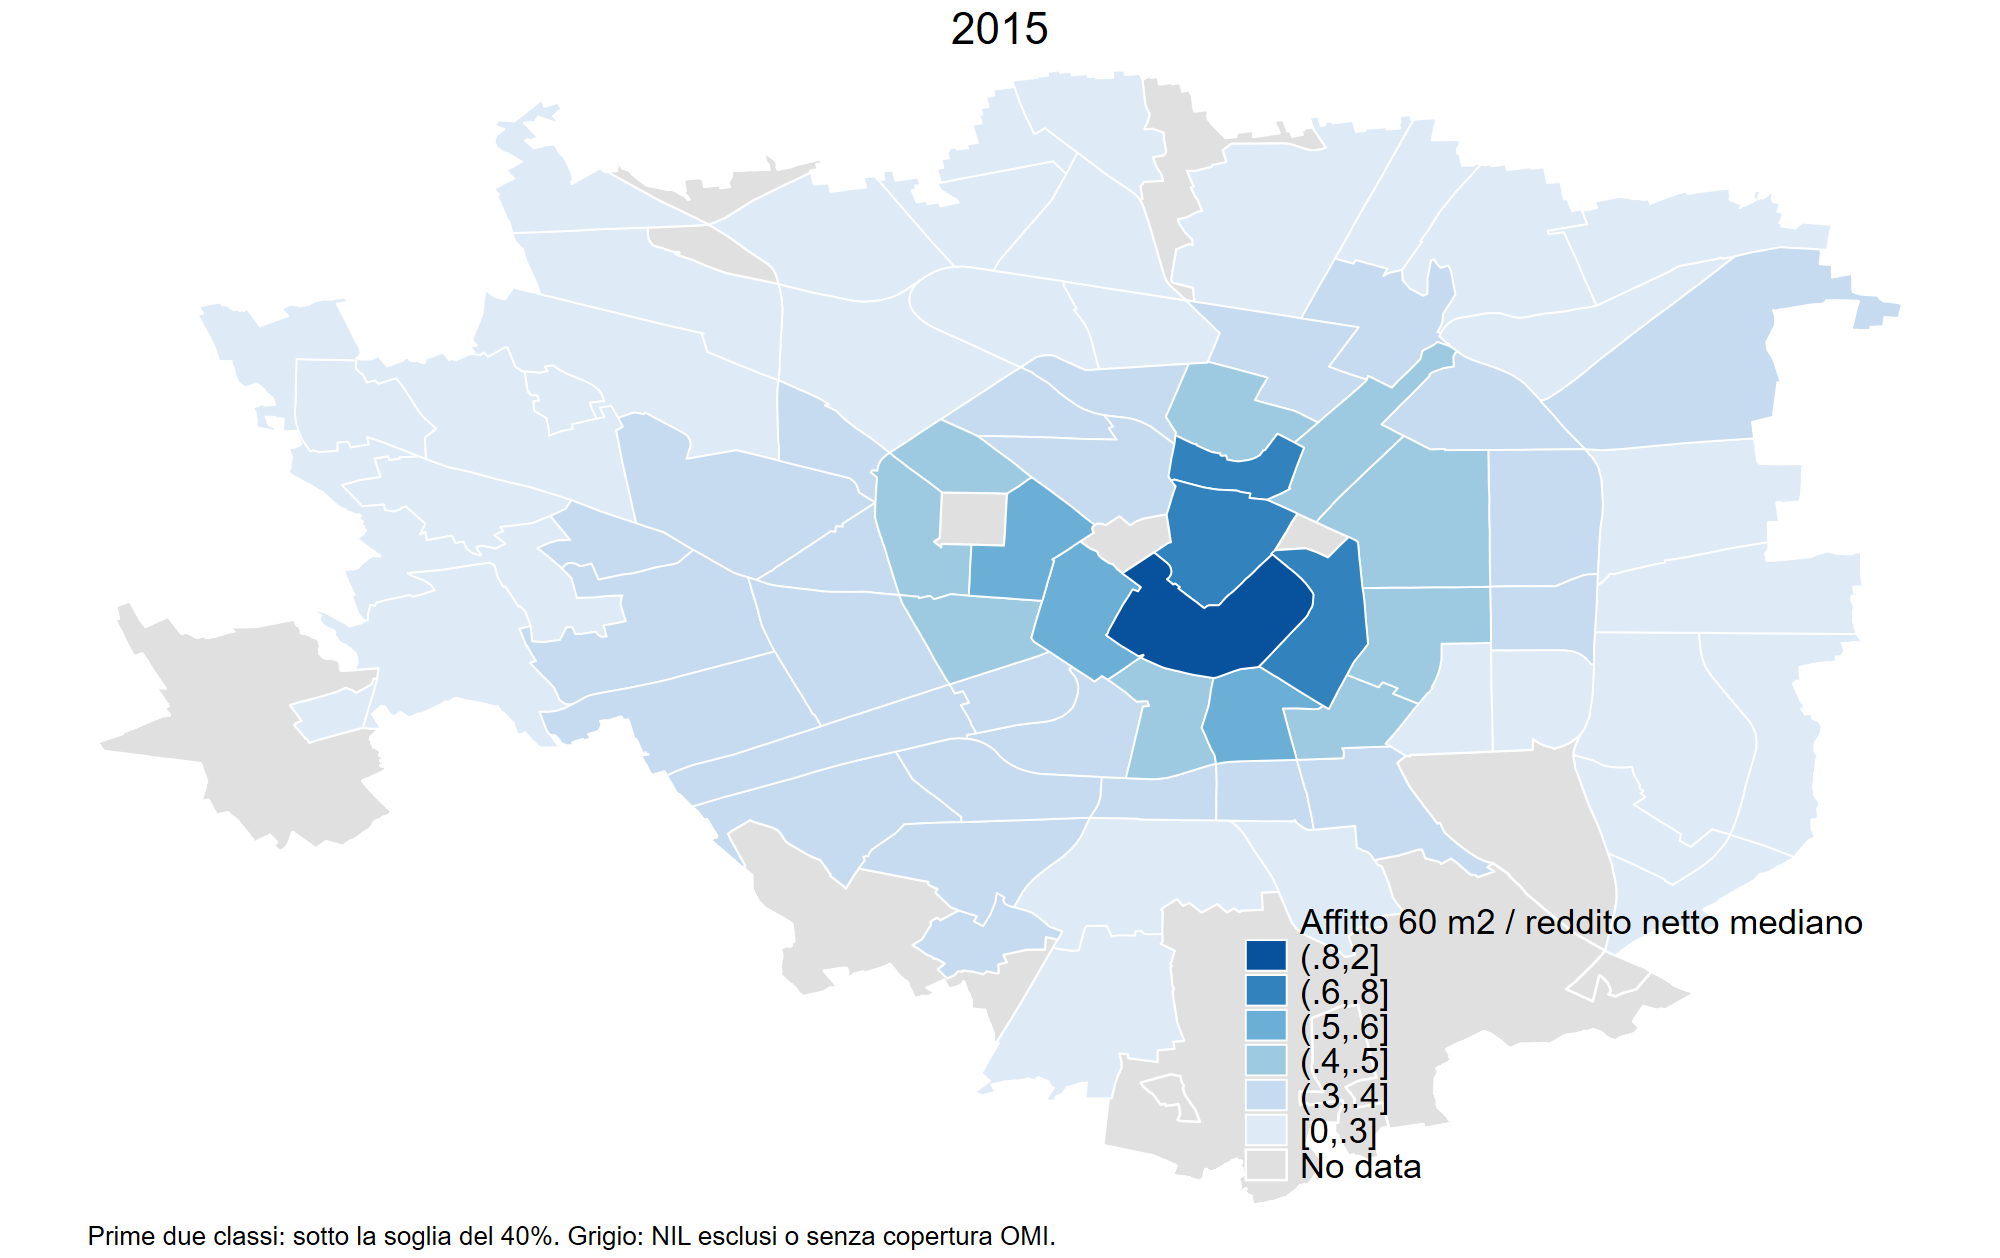 2015
Affitto 60 m2 / reddito netto mediano
(.8,2]
(.6,.8]
(.5,.6]
(.4,.5]
(.3,.4]
[0,.3]
No data
Prime due classi: sotto la soglia del 40%. Grigio: NIL esclusi o senza copertura OMI.